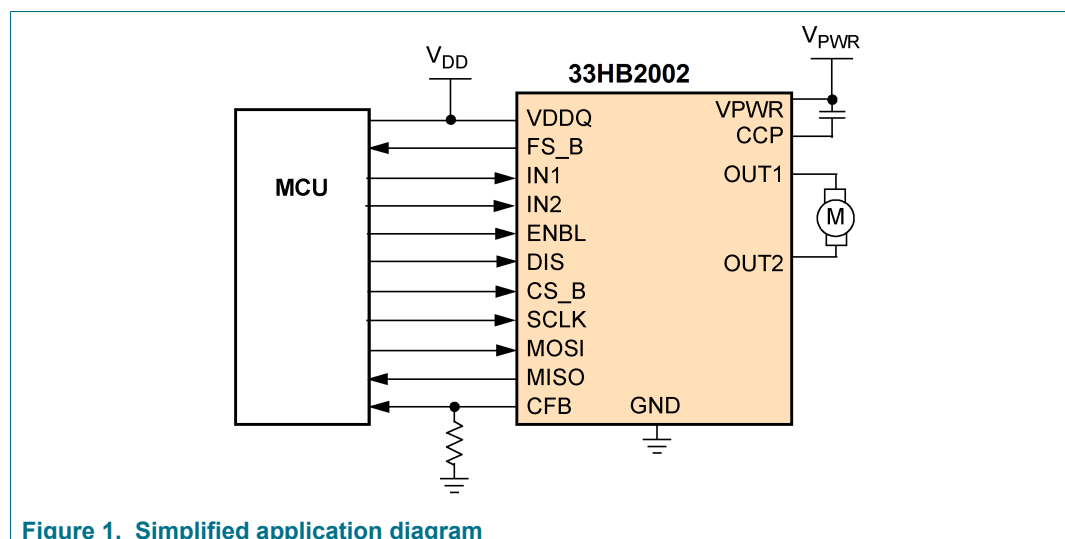 VDD
VPWR
33HB2002
MCU
VDDQ
FS_B
IN1
IN2
ENBL
DIS
CS_B
SCLK
MOSI
MISO
CFB
GND
VPWR
CCP
OUT1
M
OUT2
Figure 1. Simplified application diagram